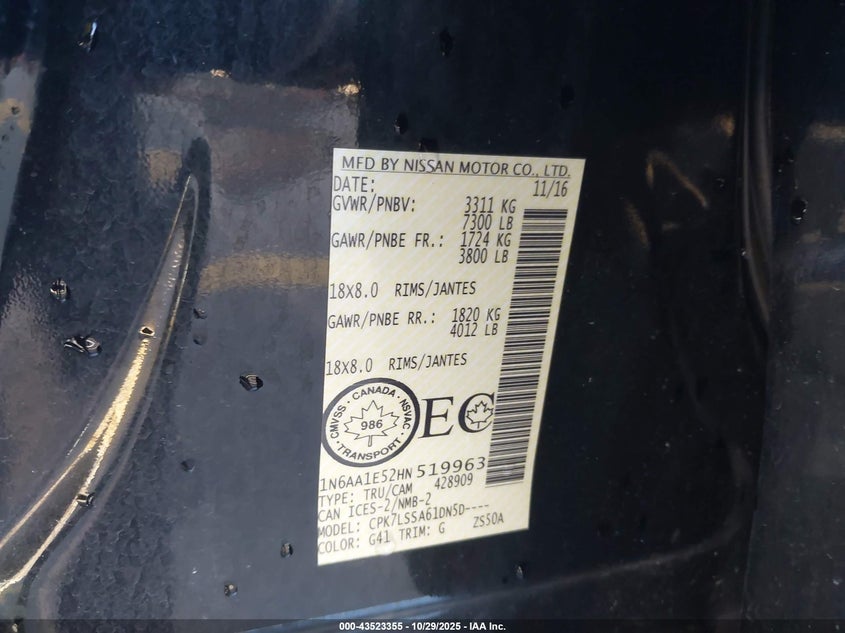 MFD BY NISSAN MOTOR CO., LTD.
DATE: 11/16
GVWR/PNBV: 3311 KG
7300 LB
GAWR/PNBE FR.: 1724 KG
3800 LB
18X8.0 RIMS/JANTES
GAWR/PNBE RR.: 1820 KG
4012 LB
18X8.0 RIMS/JANTES
CMVSS · CANADA · NSVAC
986
· TRANSPORT ·
EC
1N6AA1E52HN 519963
TYPE: TRU/CAM 428909
CAN ICES-2/NMB-2
MODEL: CPK7LSSA61DN5D----
COLOR: G41 TRIM: G ZS50A
000-43523355 - 10/29/2025 - IAA Inc.